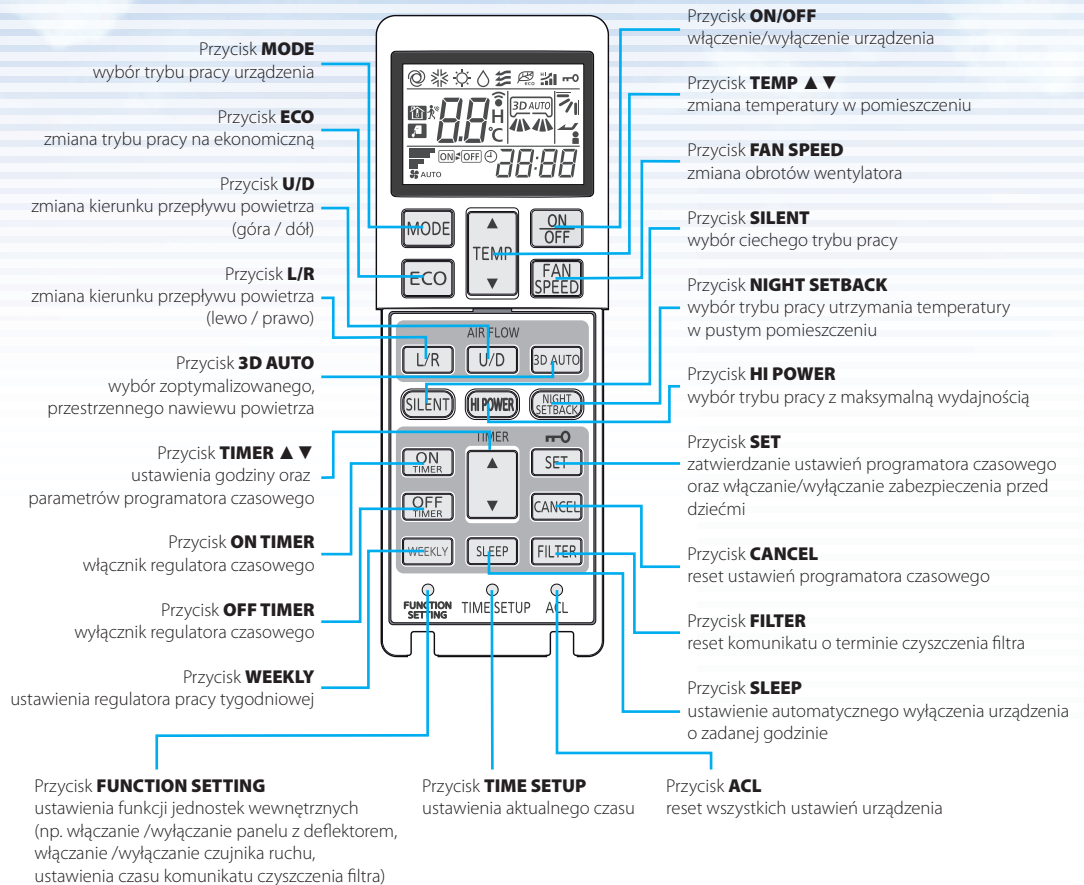 Przycisk MODE
wybór trybu pracy urządzenia
Przycisk ECO
zmiana trybu pracy na ekonomiczną
Przycisk U/D
zmiana kierunku przepływu powietrza
(góra / dół)
Przycisk L/R
zmiana kierunku przepływu powietrza
(lewo / prawo)
Przycisk 3D AUTO
wybór zoptymalizowanego,
przestrzennego nawiewu powietrza
Przycisk TIMER ▲ ▼
ustawienia godziny oraz
parametrów programatora czasowego
Przycisk ON TIMER
włącznik regulatora czasowego
Przycisk OFF TIMER
wyłącznik regulatora czasowego
Przycisk WEEKLY
ustawienia regulatora pracy tygodniowej
ECO
8.8 H °C
3D AUTO
ON OFF 28:88
AUTO
MODE
▲
TEMP
▼
ON
OFF
ECO
FAN
SPEED
AIR FLOW
L/R U/D 3D AUTO
SILENT HI POWER NIGHT
SETBACK
TIMER
ON
TIMER
▲
▼
SET
OFF
TIMER
CANCEL
WEEKLY SLEEP FILTER
FUNCTION
SETTING
TIME SETUP ACL
Przycisk ON/OFF
włączenie/wyłączenie urządzenia
Przycisk TEMP ▲ ▼
zmiana temperatury w pomieszczeniu
Przycisk FAN SPEED
zmiana obrotów wentylatora
Przycisk SILENT
wybór ciechego trybu pracy
Przycisk NIGHT SETBACK
wybór trybu pracy utrzymania temperatury
w pustym pomieszczeniu
Przycisk HI POWER
wybór trybu pracy z maksymalną wydajnością
Przycisk SET
zatwierdzanie ustawień programatora czasowego
oraz włączanie/wyłączanie zabezpieczenia przed
dziećmi
Przycisk CANCEL
reset ustawień programatora czasowego
Przycisk FILTER
reset komunikatu o terminie czyszczenia filtra
Przycisk SLEEP
ustawienie automatycznego wyłączenia urządzenia
o zadanej godzinie
Przycisk FUNCTION SETTING
ustawienia funkcji jednostek wewnętrznych
(np. włączanie /wyłączanie panelu z deflektorem,
włączanie /wyłączanie czujnika ruchu,
ustawienia czasu komunikatu czyszczenia filtra)
Przycisk TIME SETUP
ustawienia aktualnego czasu
Przycisk ACL
reset wszystkich ustawień urządzenia